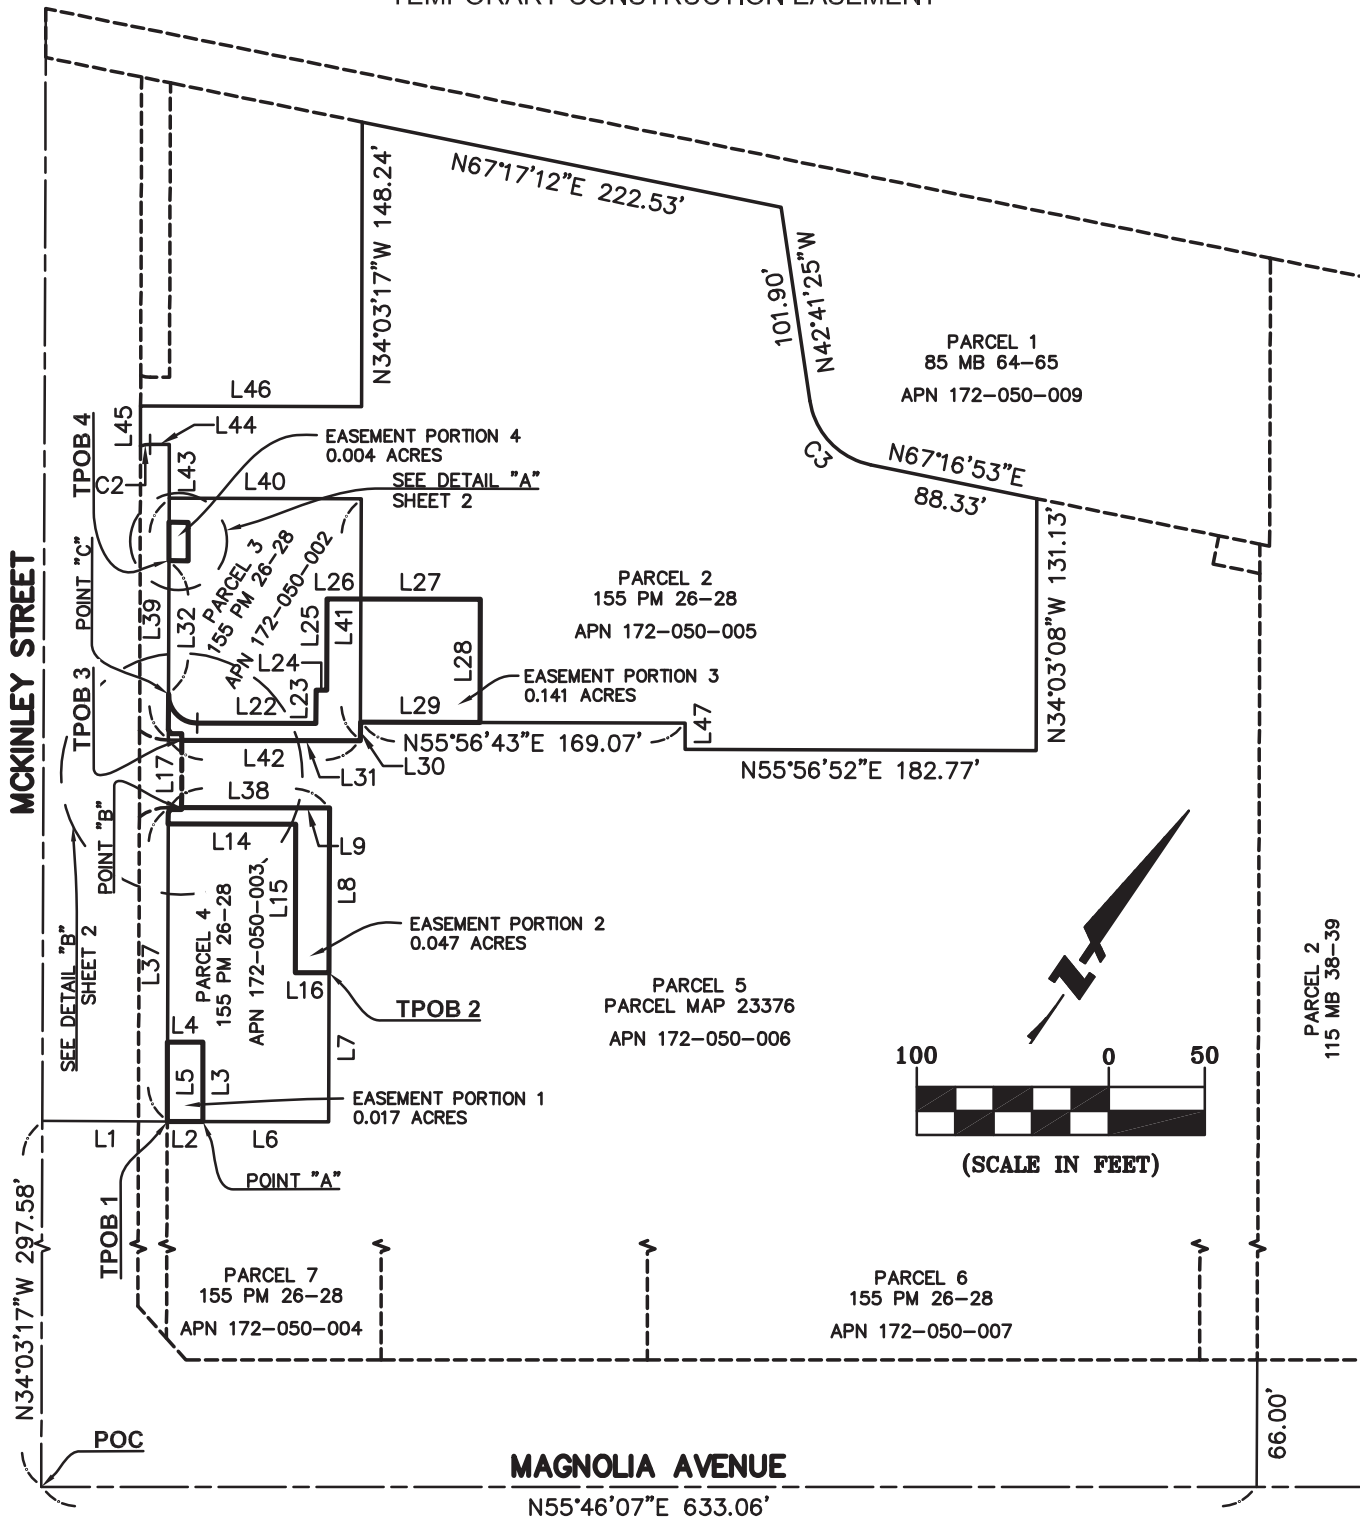 TEMPORARY CONSTRUCTION EASEMENT
N67°17'12"E 222.53'
N34°03'17"W 148.24'
101.90'
N42°41'25"W
PARCEL 1
85 MB 64-65
APN 172-050-009
L46
L45
L44
TPOB 4
C2
L43
L40
EASEMENT PORTION 4
0.004 ACRES
SEE DETAIL "A"
SHEET 2
C3
N67°16'53"E
88.33'
N34°03'08"W 131.13'
MCKINLEY STREET
POINT "C"
L39
L32
PARCEL 3
155 PM 26-28
APN 172-050-002
L26
L27
L25
L41
L24
L23
L28
L22
L29
PARCEL 2
155 PM 26-28
APN 172-050-005
EASEMENT PORTION 3
0.141 ACRES
TPOB 3
L42
L31
L30
N55°56'43"E 169.07'
L47
N55°56'52"E 182.77'
L17
L38
POINT "B"
L14
L9
L15
L8
PARCEL 4
155 PM 26-28
APN 172-050-003
EASEMENT PORTION 2
0.047 ACRES
SEE DETAIL "B"
SHEET 2
L37
L16
TPOB 2
PARCEL 5
PARCEL MAP 23376
APN 172-050-006
PARCEL 2
115 MB 38-39
N
L4
L5
L3
L7
EASEMENT PORTION 1
0.017 ACRES
100 0 50
(SCALE IN FEET)
L1
L2
L6
POINT "A"
TPOB 1
N34°03'17"W 297.58'
PARCEL 7
155 PM 26-28
APN 172-050-004
PARCEL 6
155 PM 26-28
APN 172-050-007
66.00'
POC
MAGNOLIA AVENUE
N55°46'07"E 633.06'